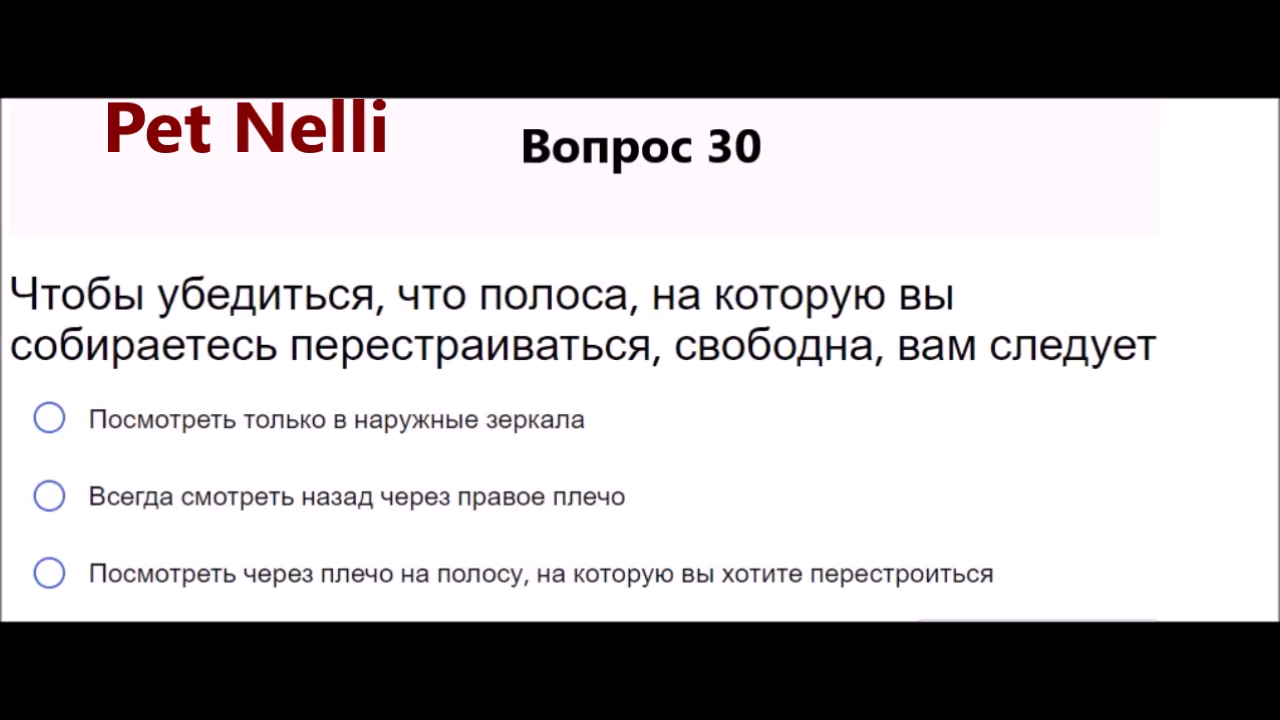 Pet Nelli
Вопрос 30
Чтобы убедиться, что полоса, на которую вы
собираетесь перестраиваться, свободна, вам следует
Посмотреть только в наружные зеркала
Всегда смотреть назад через правое плечо
Посмотреть через плечо на полосу, на которую вы хотите перестроиться